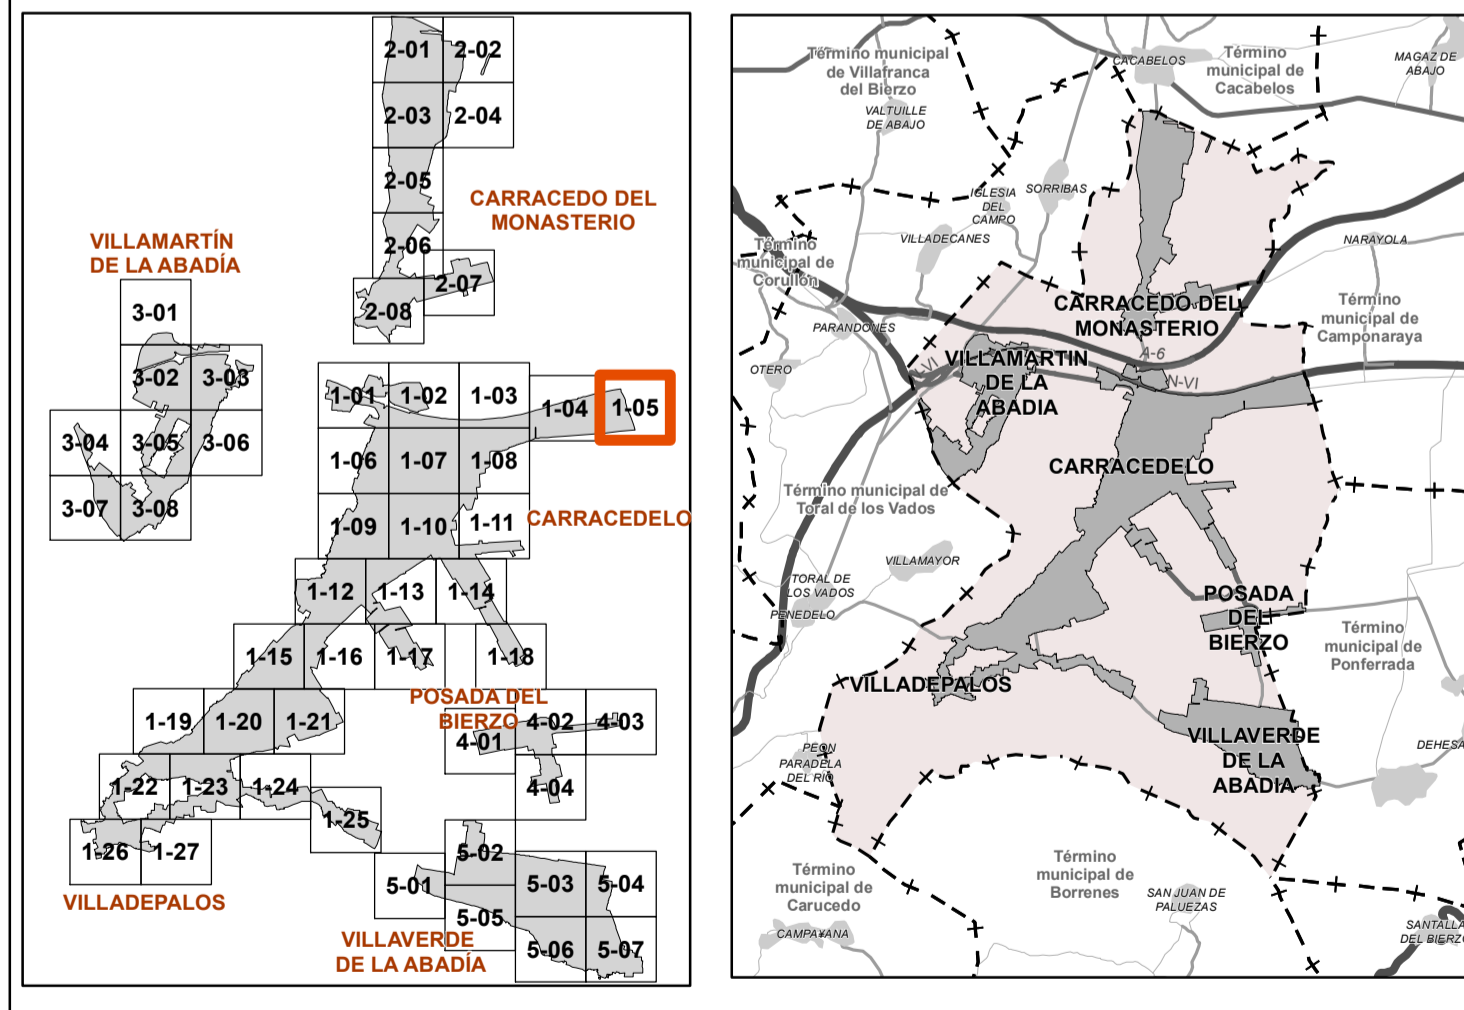 2-01
2-02
2-03
2-04
2-05
CARRACEDO DEL
MONASTERIO
2-06
2-07
2-08
VILLAMARTÍN
DE LA ABADÍA
3-01
3-02
3-03
3-04
3-05
3-06
3-07
3-08
1-01
1-02
1-03
1-04
1-05
1-06
1-07
1-08
1-09
1-10
1-11
CARRACEDELO
1-12
1-13
1-14
1-15
1-16
1-17
1-18
POSADA DEL
BIERZO
1-19
1-20
1-21
4-01
4-02
4-03
4-04
1-22
1-23
1-24
1-25
1-26
1-27
VILLADEPALOS
5-01
5-02
5-03
5-04
5-05
5-06
5-07
VILLAVERDE
DE LA ABADÍA
Término municipal
de Villafranca
del Bierzo
CACABELOS
Término
municipal de
Cacabelos
MAGAZ DE
ABAJO
VALTUILLE
DE ABAJO
IGLESIA
DEL
CAMPO
SORRIBAS
VILLADECANES
NARAYOLA
Término
municipal de
Corullón
CARRACEDO DEL
MONASTERIO
Término
municipal de
Camponaraya
PARANDONES
OTERO
A-6
N-VI
VILLAMARTIN
DE LA
ABADIA
N-VI
CARRACEDELO
Término municipal de
Toral de los Vados
VILLAMAYOR
TORAL DE
LOS VADOS
PENEDELO
POSADA
DEL
BIERZO
Término
municipal de
Ponferrada
VILLADEPALOS
VILLAVERDE
DE LA
ABADIA
PEON
PARADELA
DEL RÍO
DEHESA
Término
municipal de
Carucedo
Término
municipal de
Borrenes
SAN JUAN DE
PALUEZAS
CAMPA¥ANA
SANTALLA
DEL BIERZO